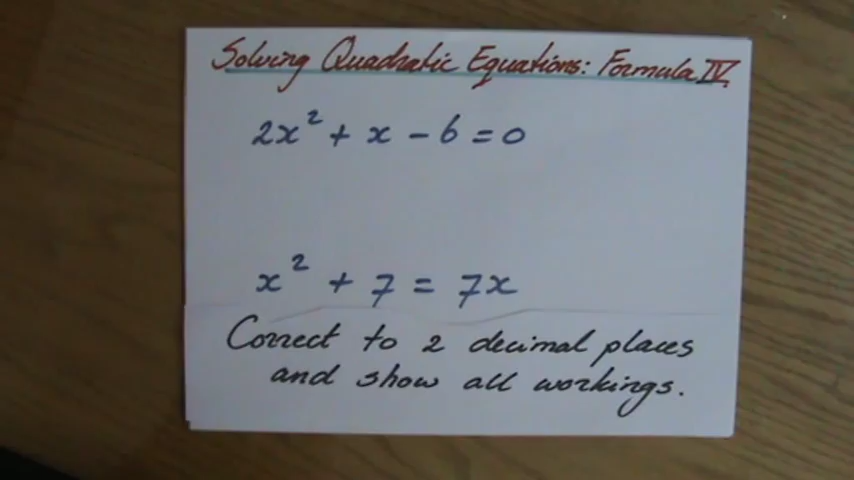 Solving Quadratic Equations: Formula IV.
2x² + x - 6 = 0
x² + 7 = 7x
Correct to 2 decimal places
and show all workings.